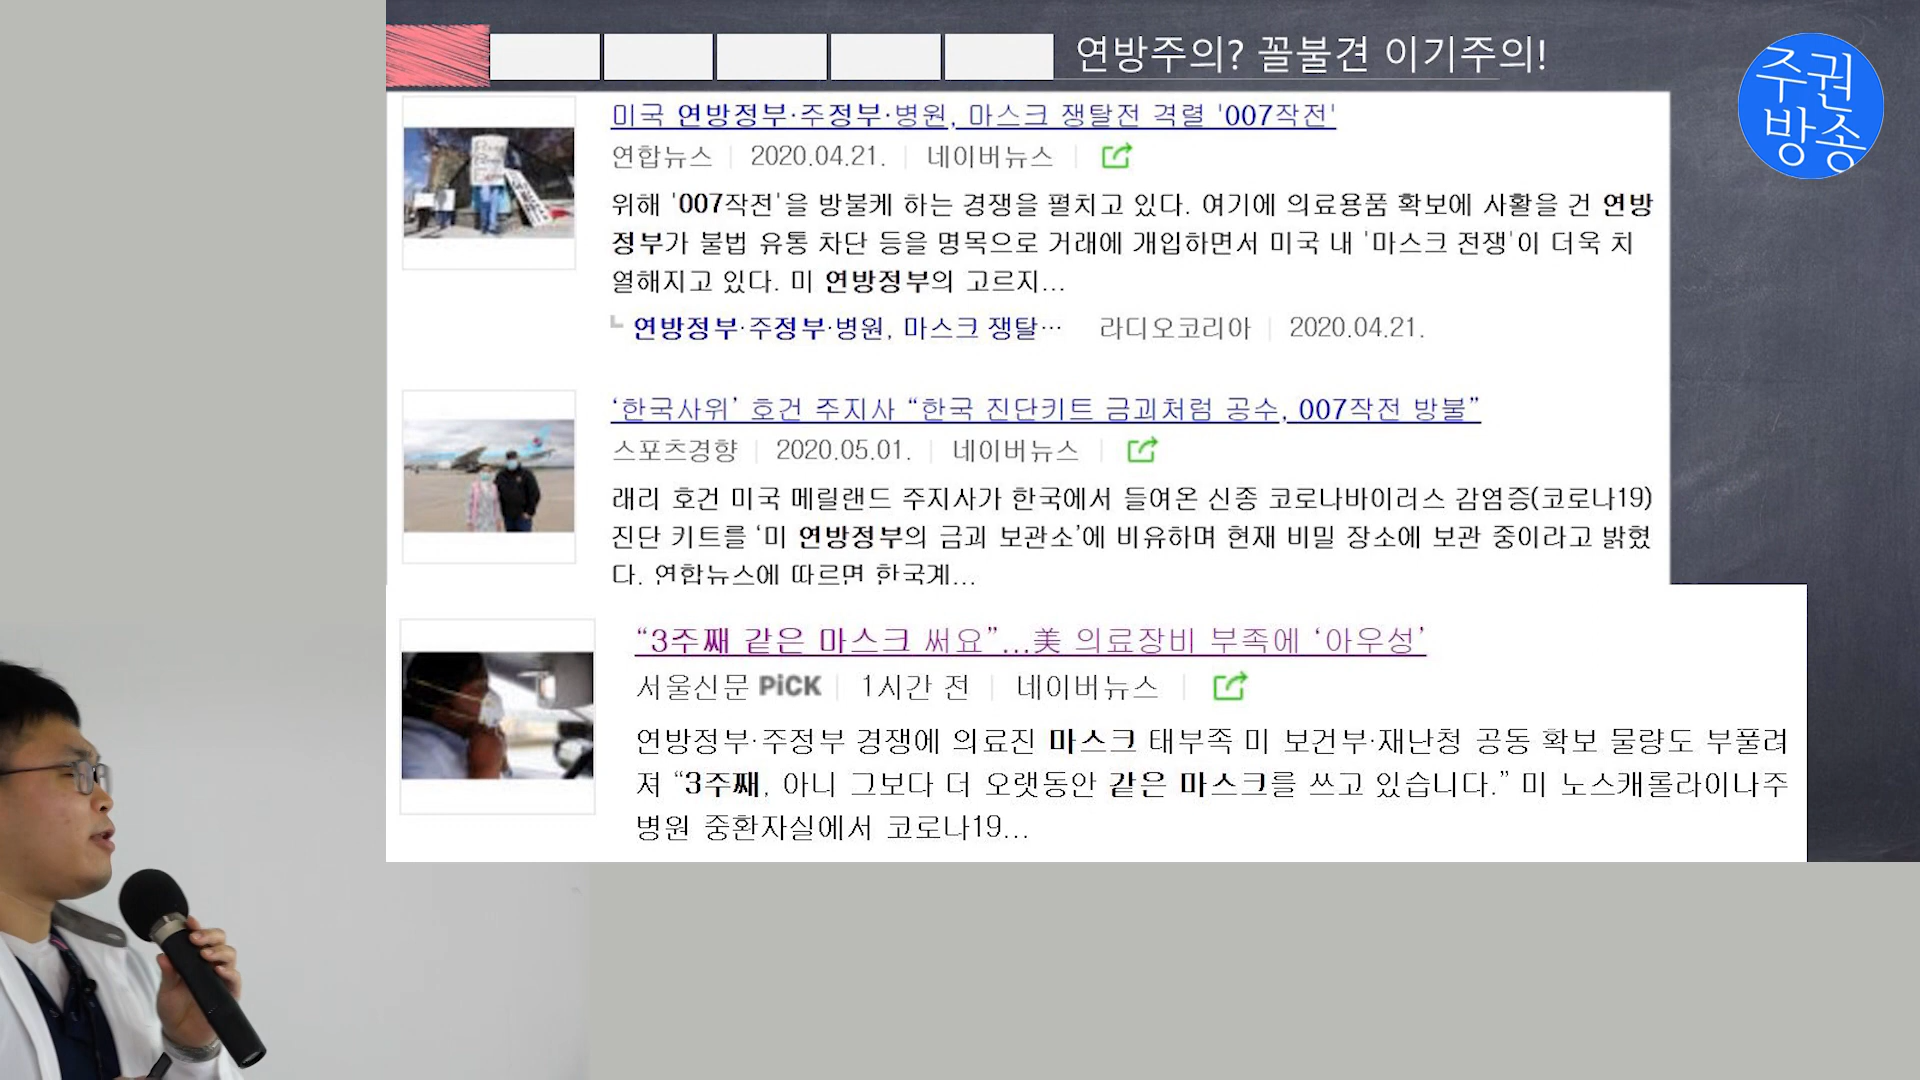 연방주의? 꼴불견 이기주의!
주권
방송
미국 연방정부·주정부·병원, 마스크 쟁탈전 격렬 '007작전'
연합뉴스 2020.04.21. 네이버뉴스
위해 '007작전'을 방불케 하는 경쟁을 펼치고 있다. 여기에 의료용품 확보에 사활을 건 연방
정부가 불법 유통 차단 등을 명목으로 거래에 개입하면서 미국 내 '마스크 전쟁'이 더욱 치
열해지고 있다. 미 연방정부의 고르지...
연방정부·주정부·병원, 마스크 쟁탈… 라디오코리아 2020.04.21.
‘한국사위’ 호건 주지사 “한국 진단키트 금괴처럼 공수, 007작전 방불”
스포츠경향 2020.05.01. 네이버뉴스
래리 호건 미국 메릴랜드 주지사가 한국에서 들여온 신종 코로나바이러스 감염증(코로나19)
진단 키트를 ‘미 연방정부의 금괴 보관소’에 비유하며 현재 비밀 장소에 보관 중이라고 밝혔
다. 연합뉴스에 따르면 한국계...
“3주째 같은 마스크 써요”...美 의료장비 부족에 ‘아우성’
서울신문 PiCK 1시간 전 네이버뉴스
연방정부·주정부 경쟁에 의료진 마스크 태부족 미 보건부·재난청 공동 확보 물량도 부풀려
져 “3주째, 아니 그보다 더 오랫동안 같은 마스크를 쓰고 있습니다.” 미 노스캐롤라이나주
병원 중환자실에서 코로나19...